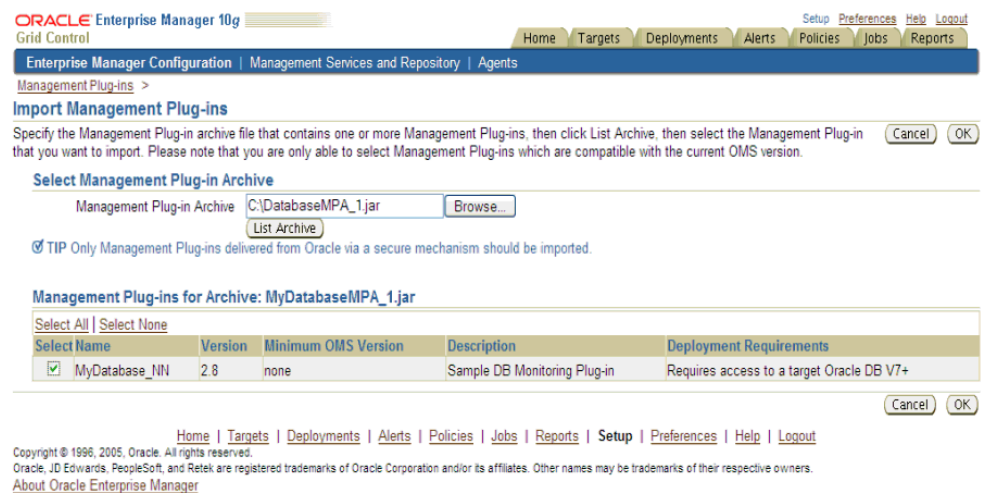 ORACLE Enterprise Manager 10g
Grid Control
Setup Preferences Help Logout
Home Targets Deployments Alerts Policies Jobs Reports
Enterprise Manager Configuration | Management Services and Repository | Agents
Management Plug-ins >
Import Management Plug-ins
Specify the Management Plug-in archive file that contains one or more Management Plug-ins, then click List Archive, then select the Management Plug-in
that you want to import. Please note that you are only able to select Management Plug-ins which are compatible with the current OMS version.
Cancel OK
Select Management Plug-in Archive
Management Plug-in Archive C:\DatabaseMPA_1.jar Browse...
List Archive
TIP Only Management Plug-ins delivered from Oracle via a secure mechanism should be imported.
Management Plug-ins for Archive: MyDatabaseMPA_1.jar
Select All | Select None
Select Name Version Minimum OMS Version Description Deployment Requirements
MyDatabase_NN 2.8 none Sample DB Monitoring Plug-in Requires access to a target Oracle DB V7+
Cancel OK
Home | Targets | Deployments | Alerts | Policies | Jobs | Reports | Setup | Preferences | Help | Logout
Copyright © 1996, 2005, Oracle. All rights reserved.
Oracle, JD Edwards, PeopleSoft, and Retek are registered trademarks of Oracle Corporation and/or its affiliates. Other names may be trademarks of their respective owners.
About Oracle Enterprise Manager